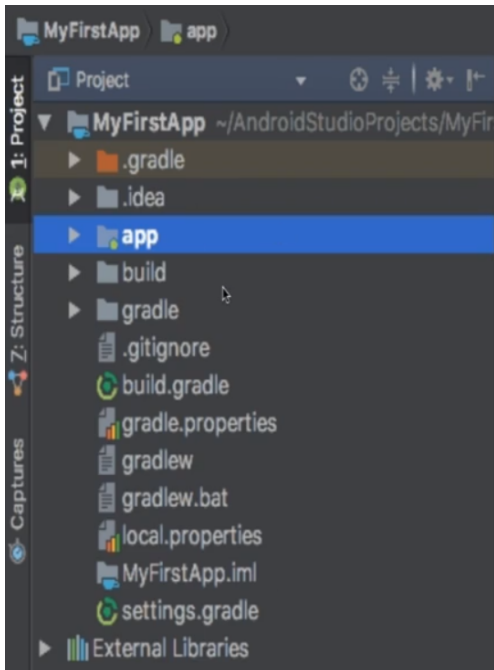 MyFirstApp app
Project
MyFirstApp ~/AndroidStudioProjects/MyFir
.gradle
.idea
app
build
gradle
.gitignore
build.gradle
gradle.properties
gradlew
gradlew.bat
local.properties
MyFirstApp.iml
settings.gradle
External Libraries
1: Project
Z: Structure
Captures